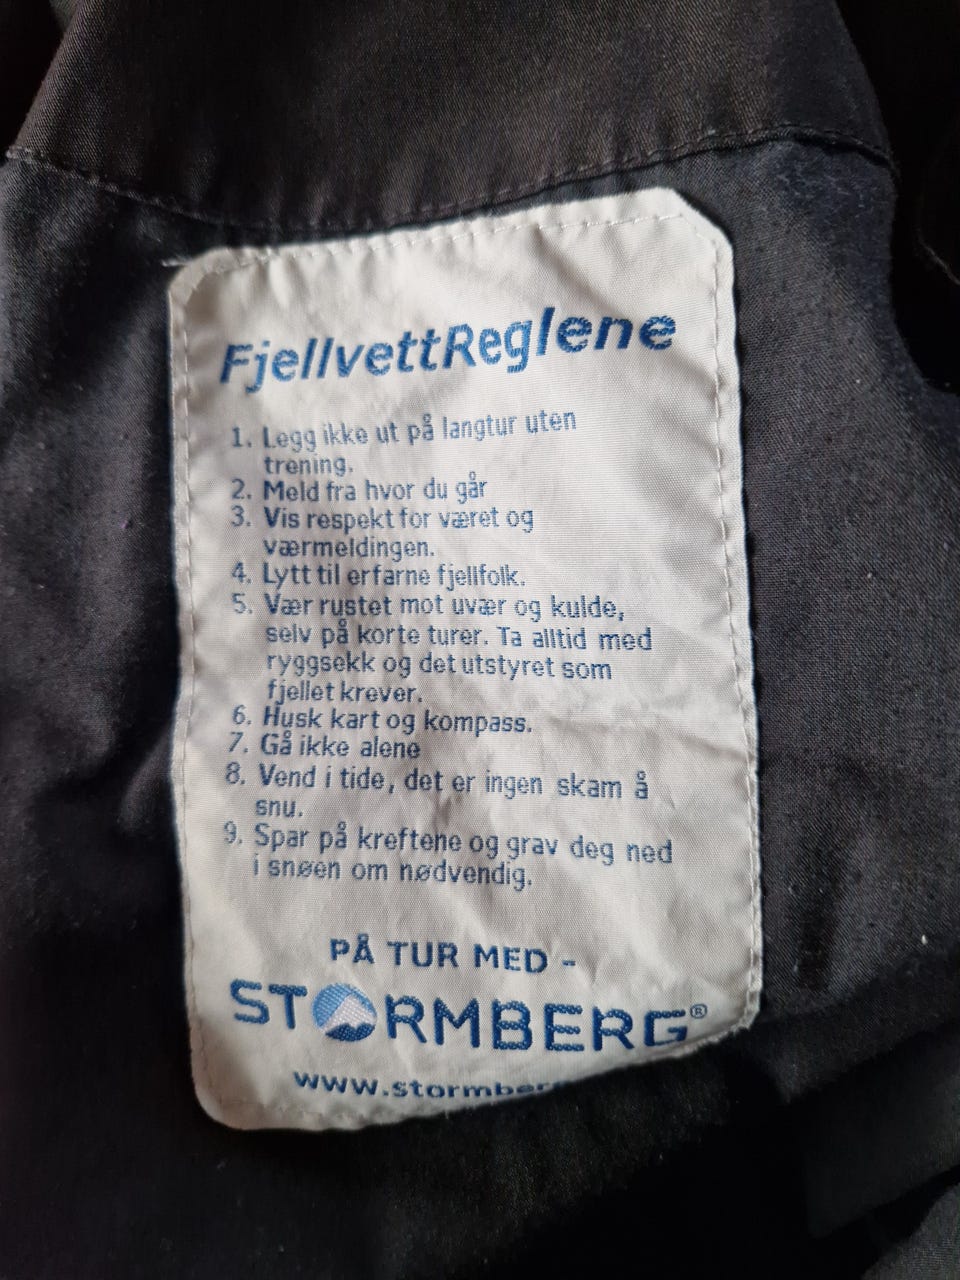 FjellvettReglene
1. Legg ikke ut på langtur uten
trening.
2. Meld fra hvor du går
3. Vis respekt for været og
værmeldingen.
4. Lytt til erfarne fjellfolk.
5. Vær rustet mot uvær og kulde,
selv på korte turer. Ta alltid med
ryggsekk og det utstyret som
fjellet krever.
6. Husk kart og kompass.
7. Gå ikke alene
8. Vend i tide, det er ingen skam å
snu.
9. Spar på kreftene og grav deg ned
i snøen om nødvendig.
PÅ TUR MED -
STORMBERG®